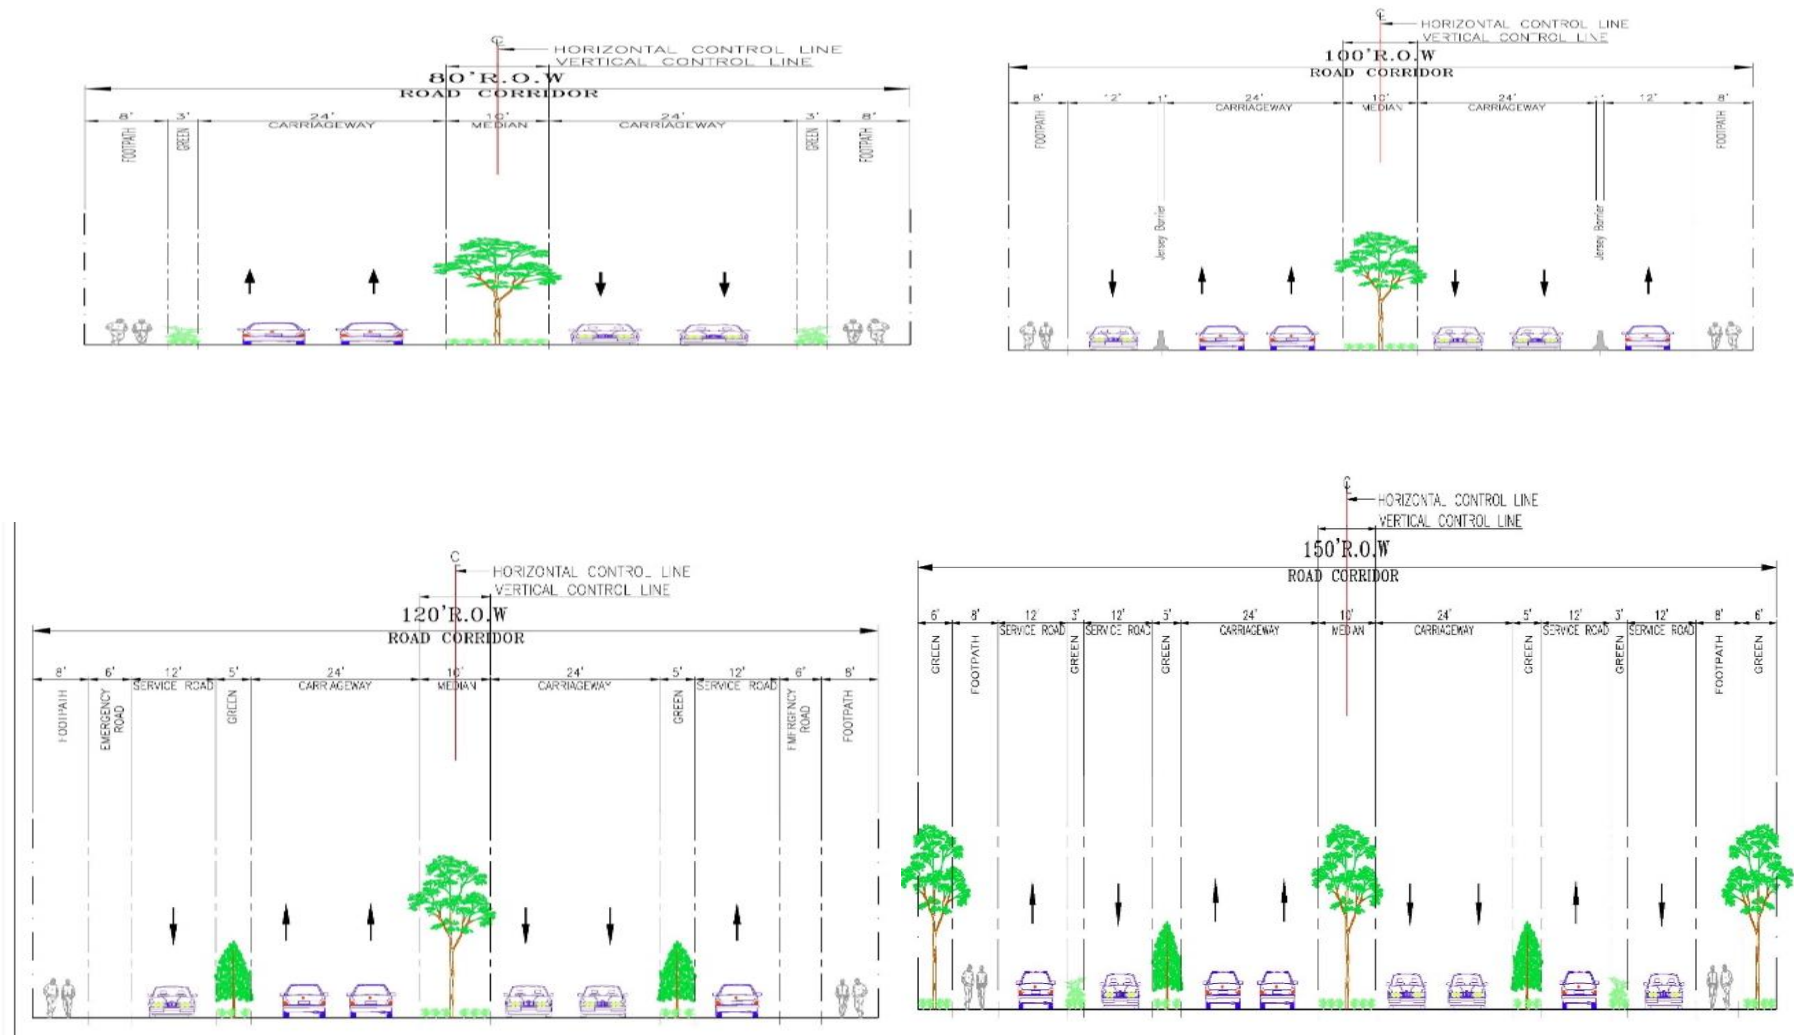 HORIZONTAL CONTROL LINE
VERTICAL CONTROL LINE
80'R.O.W
ROAD CORRIDOR
8' 3' 24' 10' 24' 3' 8'
FOOTPATH GREEN CARRIAGEWAY MEDIAN CARRIAGEWAY GREEN FOOTPATH
HORIZONTAL CONTROL LINE
VERTICAL CONTROL LINE
100'R.O.W
ROAD CORRIDOR
8' 12' 1' 24' 10' 24' 1' 12' 8'
FOOTPATH CARRIAGEWAY MEDIAN CARRIAGEWAY FOOTPATH
Jersey Barrier Jersey Barrier
HORIZONTAL CONTROL LINE
VERTICAL CONTROL LINE
120'R.O.W
ROAD CORRIDOR
8' 6' 12' 5' 24' 10' 24' 5' 12' 6' 8'
FOOTPATH EMERGENCY ROAD SERVICE ROAD GREEN CARRIAGEWAY MEDIAN CARRIAGEWAY GREEN SERVICE ROAD EMERGENCY ROAD FOOTPATH
HORIZONTAL CONTROL LINE
VERTICAL CONTROL LINE
150'R.O.W
ROAD CORRIDOR
6' 8' 12' 3' 12' 5' 24' 10' 24' 5' 12' 3' 12' 8' 6'
GREEN FOOTPATH SERVICE ROAD GREEN SERVICE ROAD GREEN CARRIAGEWAY MEDIAN CARRIAGEWAY GREEN SERVICE ROAD GREEN SERVICE ROAD FOOTPATH GREEN